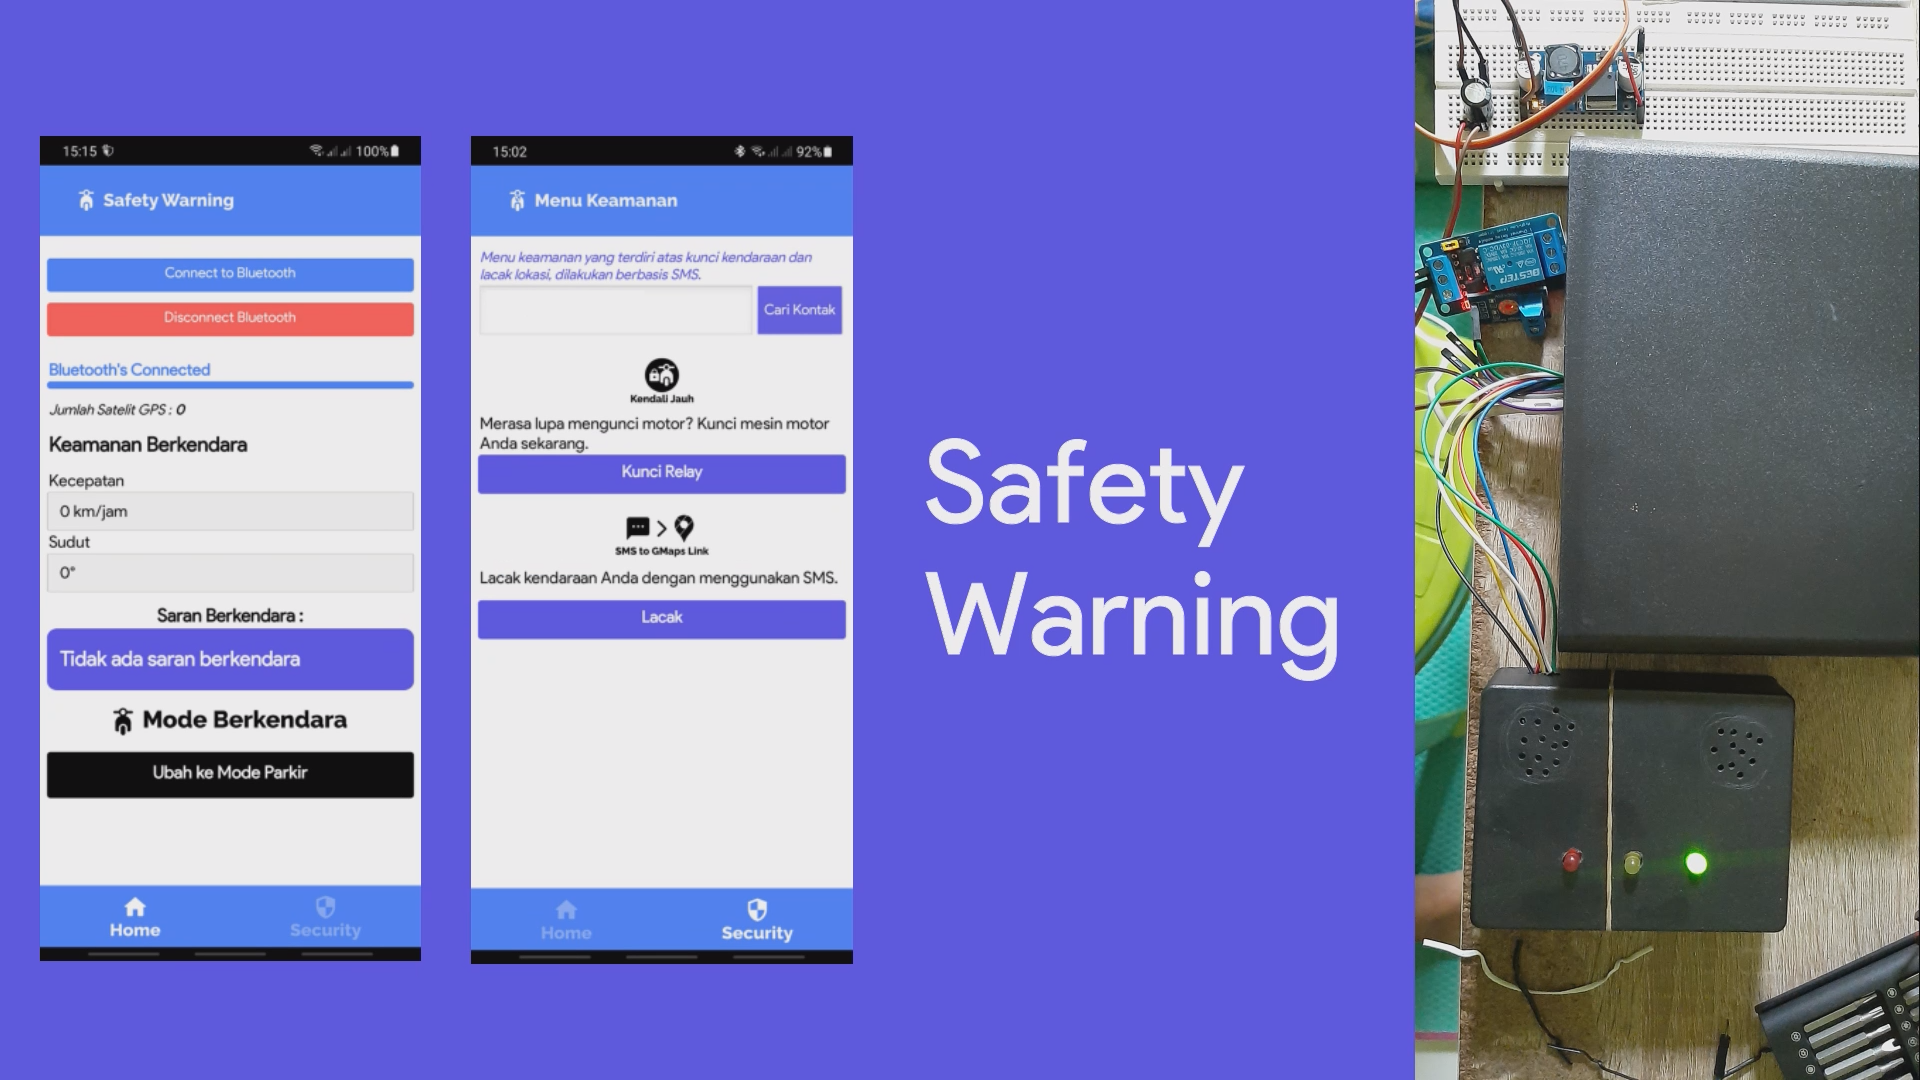 15:15
100%
Safety Warning
Connect to Bluetooth
Disconnect Bluetooth
Bluetooth's Connected
Jumlah Satelit GPS : 0
Keamanan Berkendara
Kecepatan
0 km/jam
Sudut
0°
Saran Berkendara :
Tidak ada saran berkendara
Mode Berkendara
Ubah ke Mode Parkir
Home
Security
15:02
92%
Menu Keamanan
Menu keamanan yang terdiri atas kunci kendaraan dan
lacak lokasi, dilakukan berbasis SMS.
Cari Kontak
Kendali Jauh
Merasa lupa mengunci motor? Kunci mesin motor
Anda sekarang.
Kunci Relay
SMS to GMaps Link
Lacak kendaraan Anda dengan menggunakan SMS.
Lacak
Home
Security
Safety
Warning
BESTEP